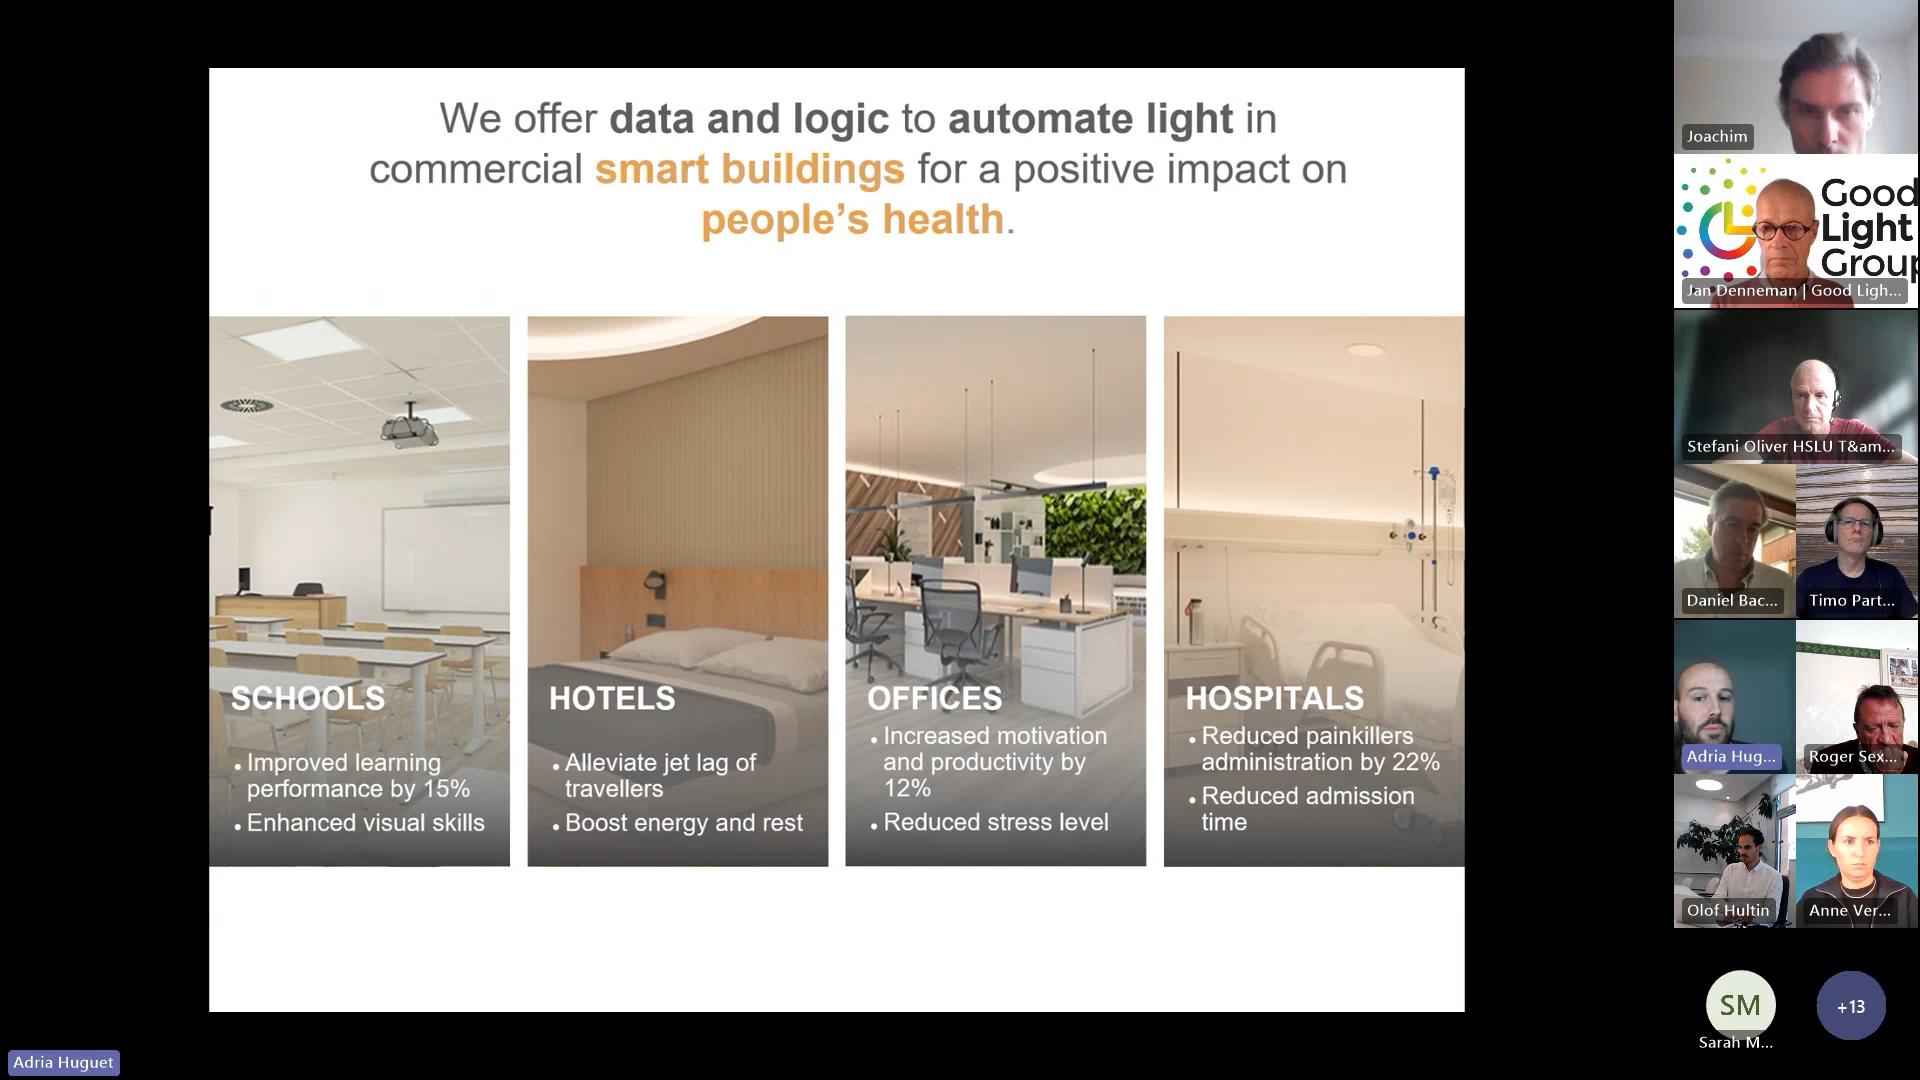 We offer data and logic to automate light in
commercial smart buildings for a positive impact on
people’s health.
SCHOOLS
• Improved learning
performance by 15%
• Enhanced visual skills
HOTELS
• Alleviate jet lag of
travellers
• Boost energy and rest
OFFICES
• Increased motivation
and productivity by
12%
• Reduced stress level
HOSPITALS
• Reduced painkillers
administration by 22%
• Reduced admission
time
Joachim
Good
Light
Group
Jan Denneman | Good Ligh...
Stefani Oliver HSLU T&am...
Daniel Bac...
Timo Part...
Adria Hug...
Roger Sex...
Olof Hultin
Anne Ver...
SM
+13
Sarah M...
Adria Huguet